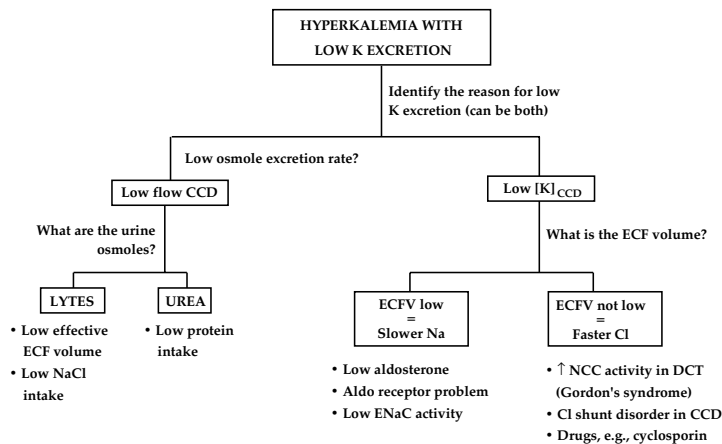 HYPERKALEMIA WITH
LOW K EXCRETION
Identify the reason for low
K excretion (can be both)
Low osmole excretion rate?
Low flow CCD
Low [K]CCD
What are the urine
osmoles?
What is the ECF volume?
LYTES
UREA
• Low effective
ECF volume
• Low NaCl
intake
• Low protein
intake
ECFV low
=
Slower Na
ECFV not low
=
Faster Cl
• Low aldosterone
• Aldo receptor problem
• Low ENaC activity
• ↑ NCC activity in DCT
(Gordon's syndrome)
• Cl shunt disorder in CCD
• Drugs, e.g., cyclosporin